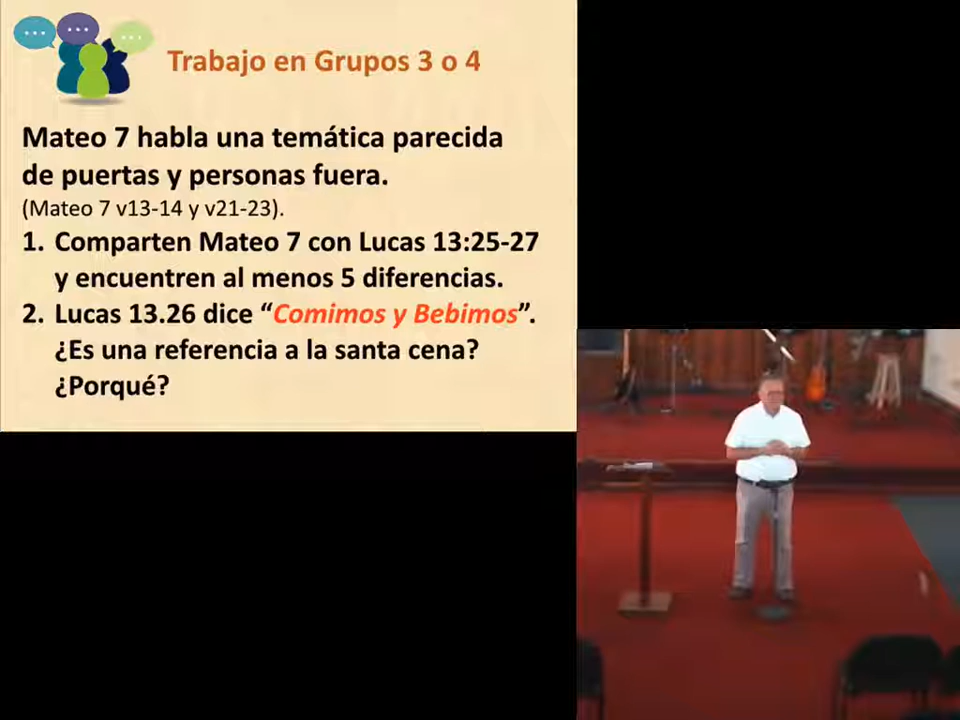 Trabajo en Grupos 3 o 4
Mateo 7 habla una temática parecida
de puertas y personas fuera.
(Mateo 7 v13-14 y v21-23).
1. Comparten Mateo 7 con Lucas 13:25-27
y encuentren al menos 5 diferencias.
2. Lucas 13.26 dice “Comimos y Bebimos”.
¿Es una referencia a la santa cena?
¿Porqué?